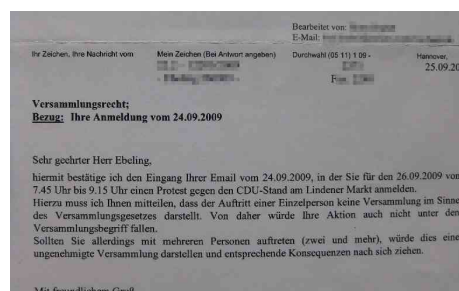 Bearbeitet von:
E-Mail:
Ihr Zeichen, Ihre Nachricht vom Mein Zeichen (Bei Antwort angeben) Durchwahl (05 11) 1 09 - Hannover,
25.09.20
Versammlungsrecht;
Bezug: Ihre Anmeldung vom 24.09.2009
Sehr geehrter Herr Ebeling,
hiermit bestätige ich den Eingang Ihrer Email vom 24.09.2009, in der Sie für den 26.09.2009 von
7.45 Uhr bis 9.15 Uhr einen Protest gegen den CDU-Stand am Lindener Markt anmelden.
Hierzu muss ich Ihnen mitteilen, dass der Auftritt einer Einzelperson keine Versammlung im Sinne
des Versammlungsgesetzes darstellt. Von daher würde Ihre Aktion auch nicht unter den
Versammlungsbegriff fallen.
Sollten Sie allerdings mit mehreren Personen auftreten (zwei und mehr), würde dies eine
ungenehmigte Versammlung darstellen und entsprechende Konsequenzen nach sich ziehen.